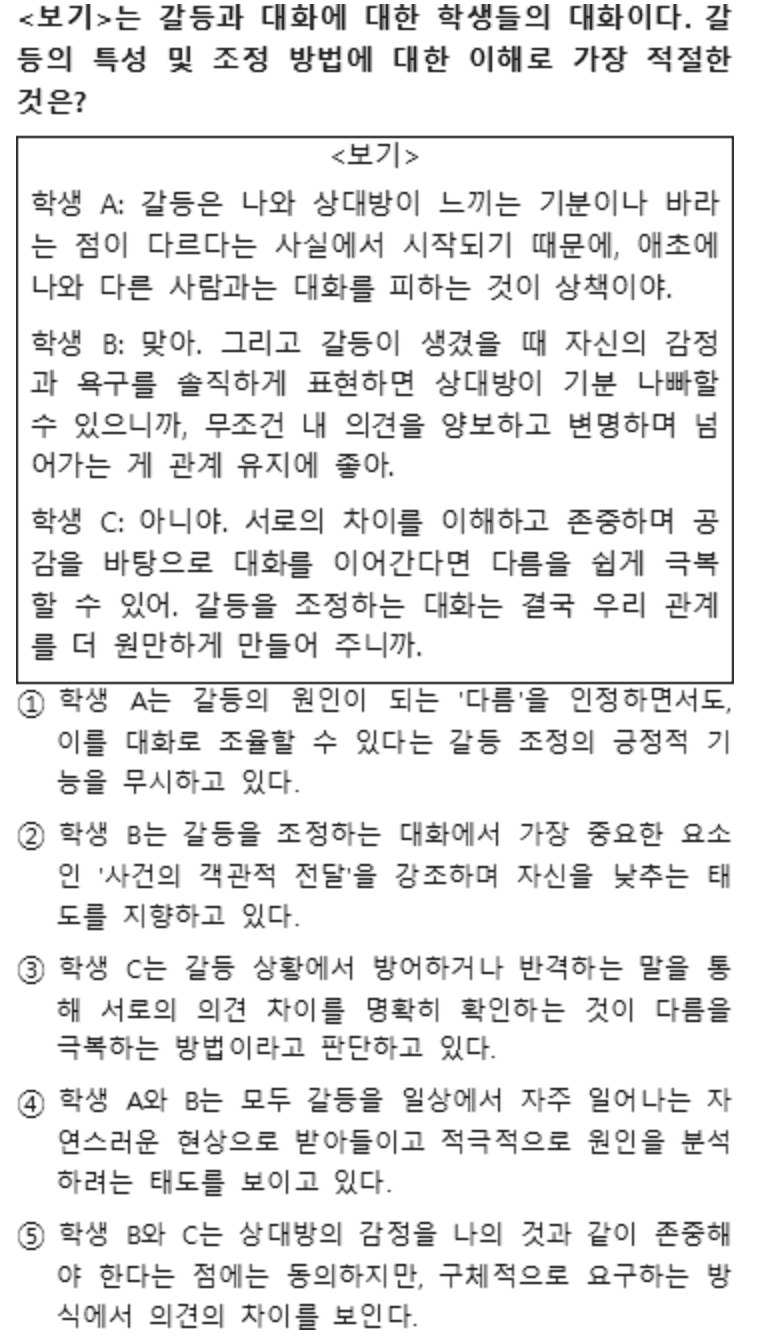 <보기>는 갈등과 대화에 대한 학생들의 대화이다. 갈
등의 특성 및 조정 방법에 대한 이해로 가장 적절한
것은?
<보기>
학생 A: 갈등은 나와 상대방이 느끼는 기분이나 바라
는 점이 다르다는 사실에서 시작되기 때문에, 애초에
나와 다른 사람과는 대화를 피하는 것이 상책이야.
학생 B: 맞아. 그리고 갈등이 생겼을 때 자신의 감정
과 욕구를 솔직하게 표현하면 상대방이 기분 나빠할
수 있으니까, 무조건 내 의견을 양보하고 변명하며 넘
어가는 게 관계 유지에 좋아.
학생 C: 아니야. 서로의 차이를 이해하고 존중하며 공
감을 바탕으로 대화를 이어간다면 다름을 쉽게 극복
할 수 있어. 갈등을 조정하는 대화는 결국 우리 관계
를 더 원만하게 만들어 주니까.
① 학생 A는 갈등의 원인이 되는 '다름'을 인정하면서도,
이를 대화로 조율할 수 있다는 갈등 조정의 긍정적 기
능을 무시하고 있다.
② 학생 B는 갈등을 조정하는 대화에서 가장 중요한 요소
인 '사건의 객관적 전달'을 강조하며 자신을 낮추는 태
도를 지향하고 있다.
③ 학생 C는 갈등 상황에서 방어하거나 반격하는 말을 통
해 서로의 의견 차이를 명확히 확인하는 것이 다름을
극복하는 방법이라고 판단하고 있다.
④ 학생 A와 B는 모두 갈등을 일상에서 자주 일어나는 자
연스러운 현상으로 받아들이고 적극적으로 원인을 분석
하려는 태도를 보이고 있다.
⑤ 학생 B와 C는 상대방의 감정을 나의 것과 같이 존중해
야 한다는 점에는 동의하지만, 구체적으로 요구하는 방
식에서 의견의 차이를 보인다.